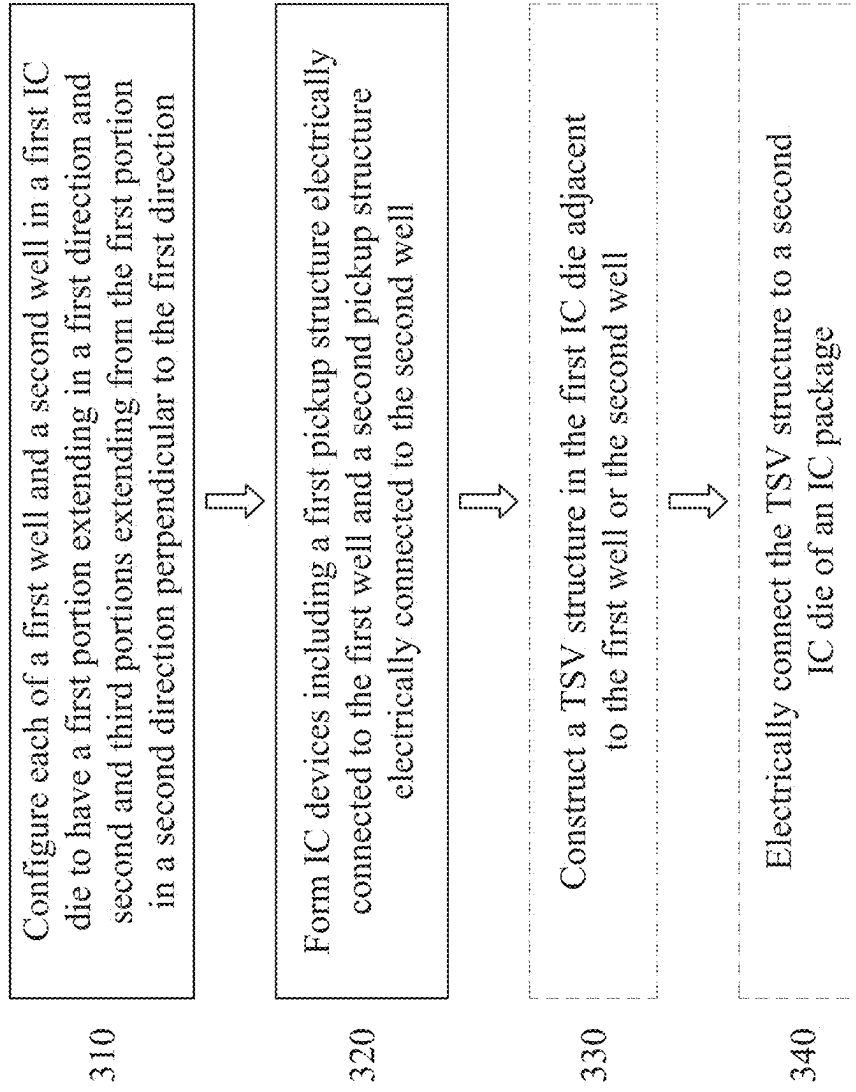 310
Configure each of a first well and a second well in a first IC
die to have a first portion extending in a first direction and
second and third portions extending from the first portion
in a second direction perpendicular to the first direction
320
Form IC devices including a first pickup structure electrically
connected to the first well and a second pickup structure
electrically connected to the second well
330
Construct a TSV structure in the first IC die adjacent
to the first well or the second well
340
Electrically connect the TSV structure to a second
IC die of an IC package